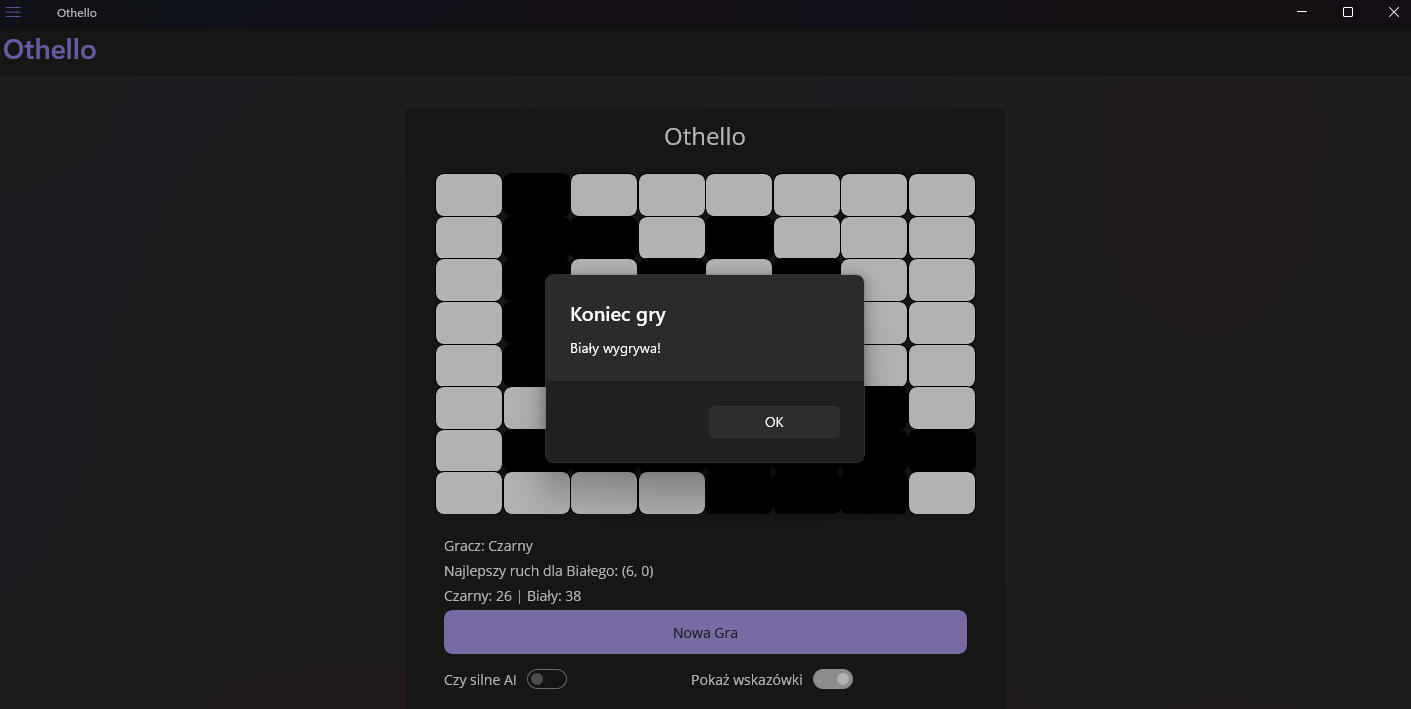 Othello
Othello
Othello
Koniec gry
Biały wygrywa!
OK
Gracz: Czarny
Najlepszy ruch dla Białego: (6, 0)
Czarny: 26 | Biały: 38
Nowa Gra
Czy silne AI
Pokaż wskazówki